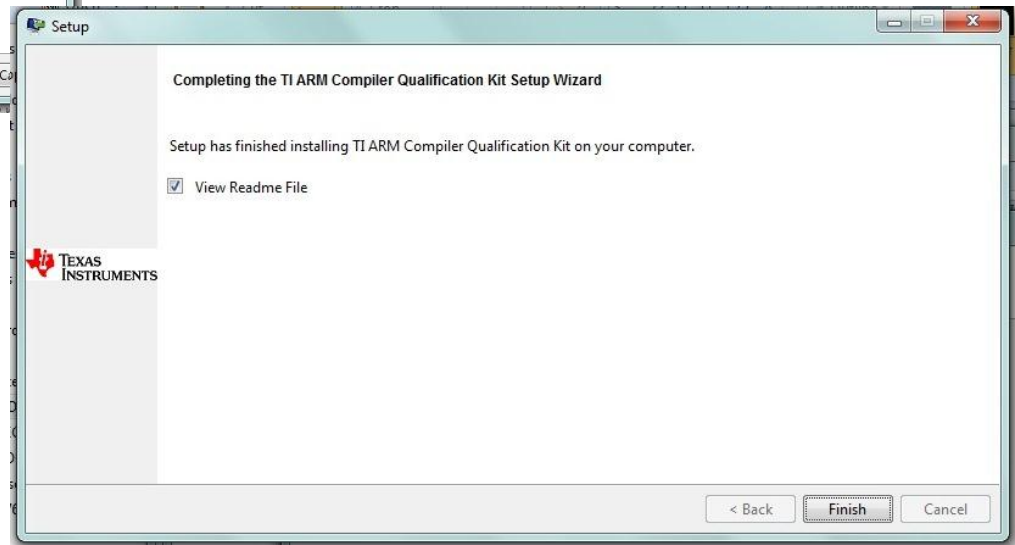 Setup
Completing the TI ARM Compiler Qualification Kit Setup Wizard
Setup has finished installing TI ARM Compiler Qualification Kit on your computer.
View Readme File
TEXAS
INSTRUMENTS
< Back
Finish
Cancel